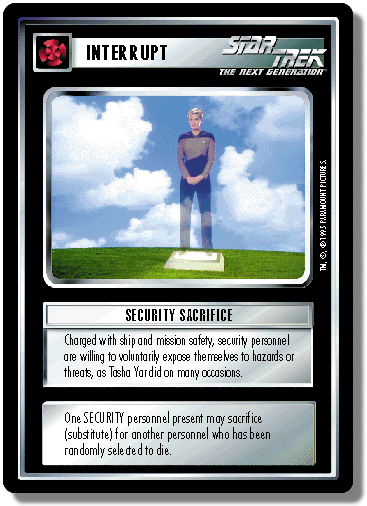 INTERRUPT
STAR TREK
THE NEXT GENERATION
TM, ©, ®1995 PARAMOUNT PICTURES.
SECURITY SACRIFICE
Charged with ship and mission safety, security personnel
are willing to voluntarily expose themselves to hazards or
threats, as Tasha Yar did on many occasions.
One SECURITY personnel present may sacrifice
(substitute) for another personnel who has been
randomly selected to die.